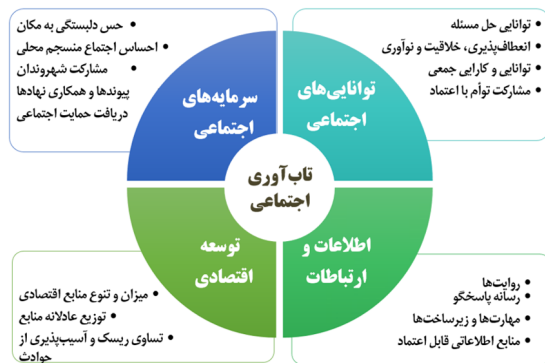 توانایی حل مسئله
انعطاف‌پذیری، خلاقیت و نوآوری
توانایی و کارایی جمعی
مشارکت توأم با اعتماد
حس دلبستگی به مکان
احساس اجتماع منسجم محلی
مشارکت شهروندان
پیوندها و همکاری نهادها
دریافت حمایت اجتماعی
توانایی‌های
اجتماعی
سرمایه‌های
اجتماعی
تاب‌آوری
اجتماعی
اطلاعات و
ارتباطات
توسعه
اقتصادی
روایت‌ها
رسانه پاسخگو
مهارت‌ها و زیرساخت‌ها
منابع اطلاعاتی قابل اعتماد
میزان و تنوع منابع اقتصادی
توزیع عادلانه منابع
تساوی ریسک و آسیب‌پذیری از
حوادث